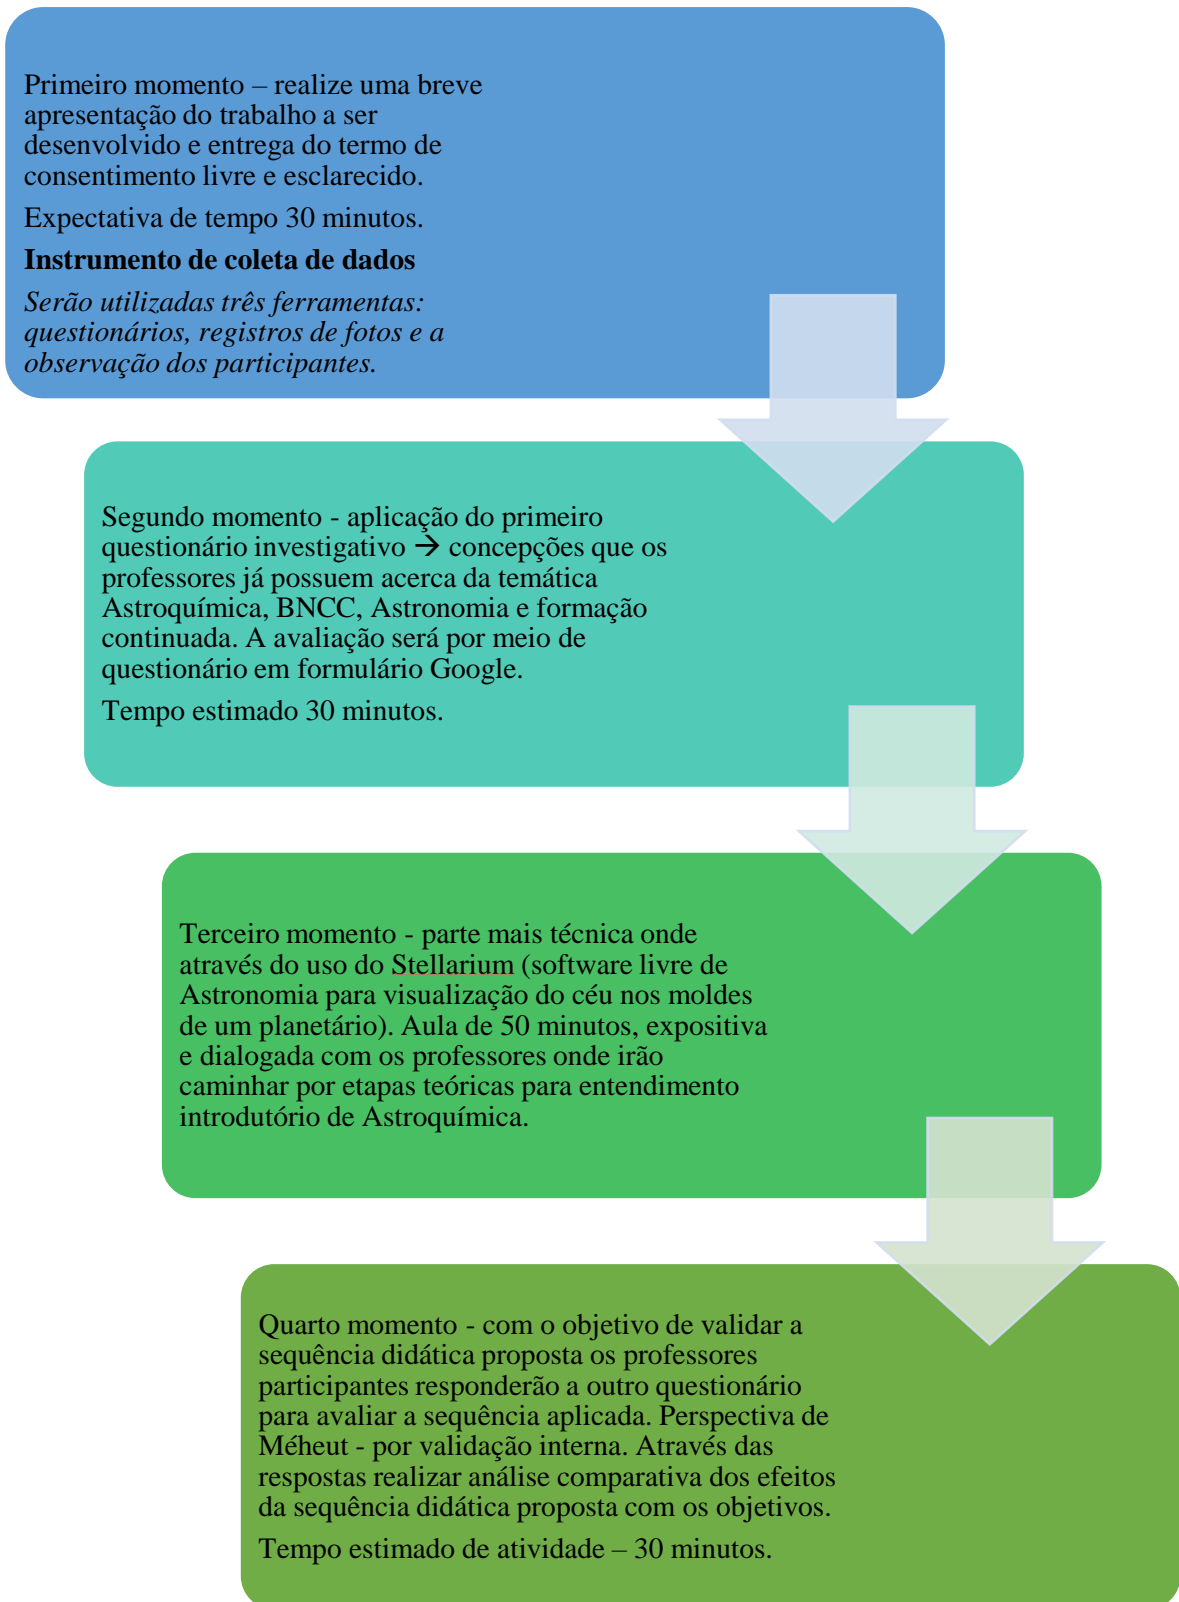 Primeiro momento – realize uma breve
apresentação do trabalho a ser
desenvolvido e entrega do termo de
consentimento livre e esclarecido.
Expectativa de tempo 30 minutos.
Instrumento de coleta de dados
Serão utilizadas três ferramentas:
questionários, registros de fotos e a
observação dos participantes.
Segundo momento - aplicação do primeiro
questionário investigativo → concepções que os
professores já possuem acerca da temática
Astroquímica, BNCC, Astronomia e formação
continuada. A avaliação será por meio de
questionário em formulário Google.
Tempo estimado 30 minutos.
Terceiro momento - parte mais técnica onde
através do uso do Stellarium (software livre de
Astronomia para visualização do céu nos moldes
de um planetário). Aula de 50 minutos, expositiva
e dialogada com os professores onde irão
caminhar por etapas teóricas para entendimento
introdutório de Astroquímica.
Quarto momento - com o objetivo de validar a
sequência didática proposta os professores
participantes responderão a outro questionário
para avaliar a sequência aplicada. Perspectiva de
Méheut - por validação interna. Através das
respostas realizar análise comparativa dos efeitos
da sequência didática proposta com os objetivos.
Tempo estimado de atividade – 30 minutos.